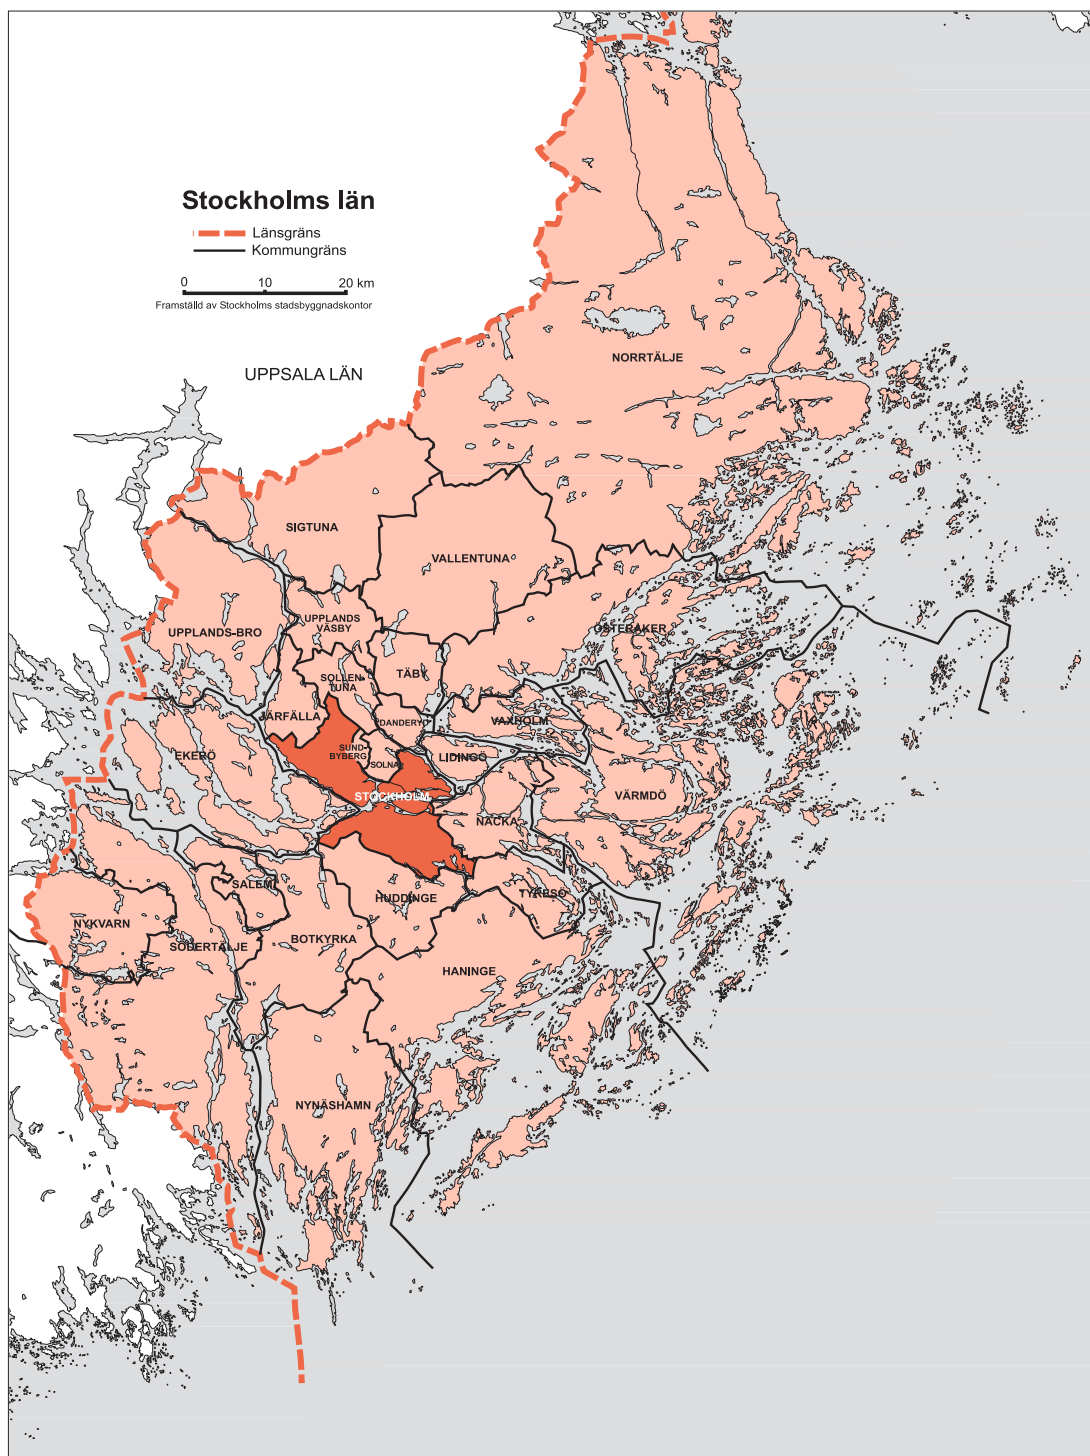 Stockholms län
Länsgräns
Kommungräns
0 10 20 km
Framställd av Stockholms stadsbyggnadskontor
UPPSALA LÄN
NORRTÄLJE
SIGTUNA
VALLENTUNA
UPPLANDS
VÄSBY
UPPLANDS-BRO
ÖSTERÅKER
TÄBY
SOLLEN-
TUNA
JÄRFÄLLA
DANDERYD
VAXHOLM
EKERÖ
SUND-
BYBERG
SOLNA
LIDINGÖ
STOCKHOLM
VÄRMDÖ
NACKA
SALEM
HUDDINGE
TYRESÖ
NYKVARN
SÖDERTÄLJE
BOTKYRKA
HANINGE
NYNÄSHAMN